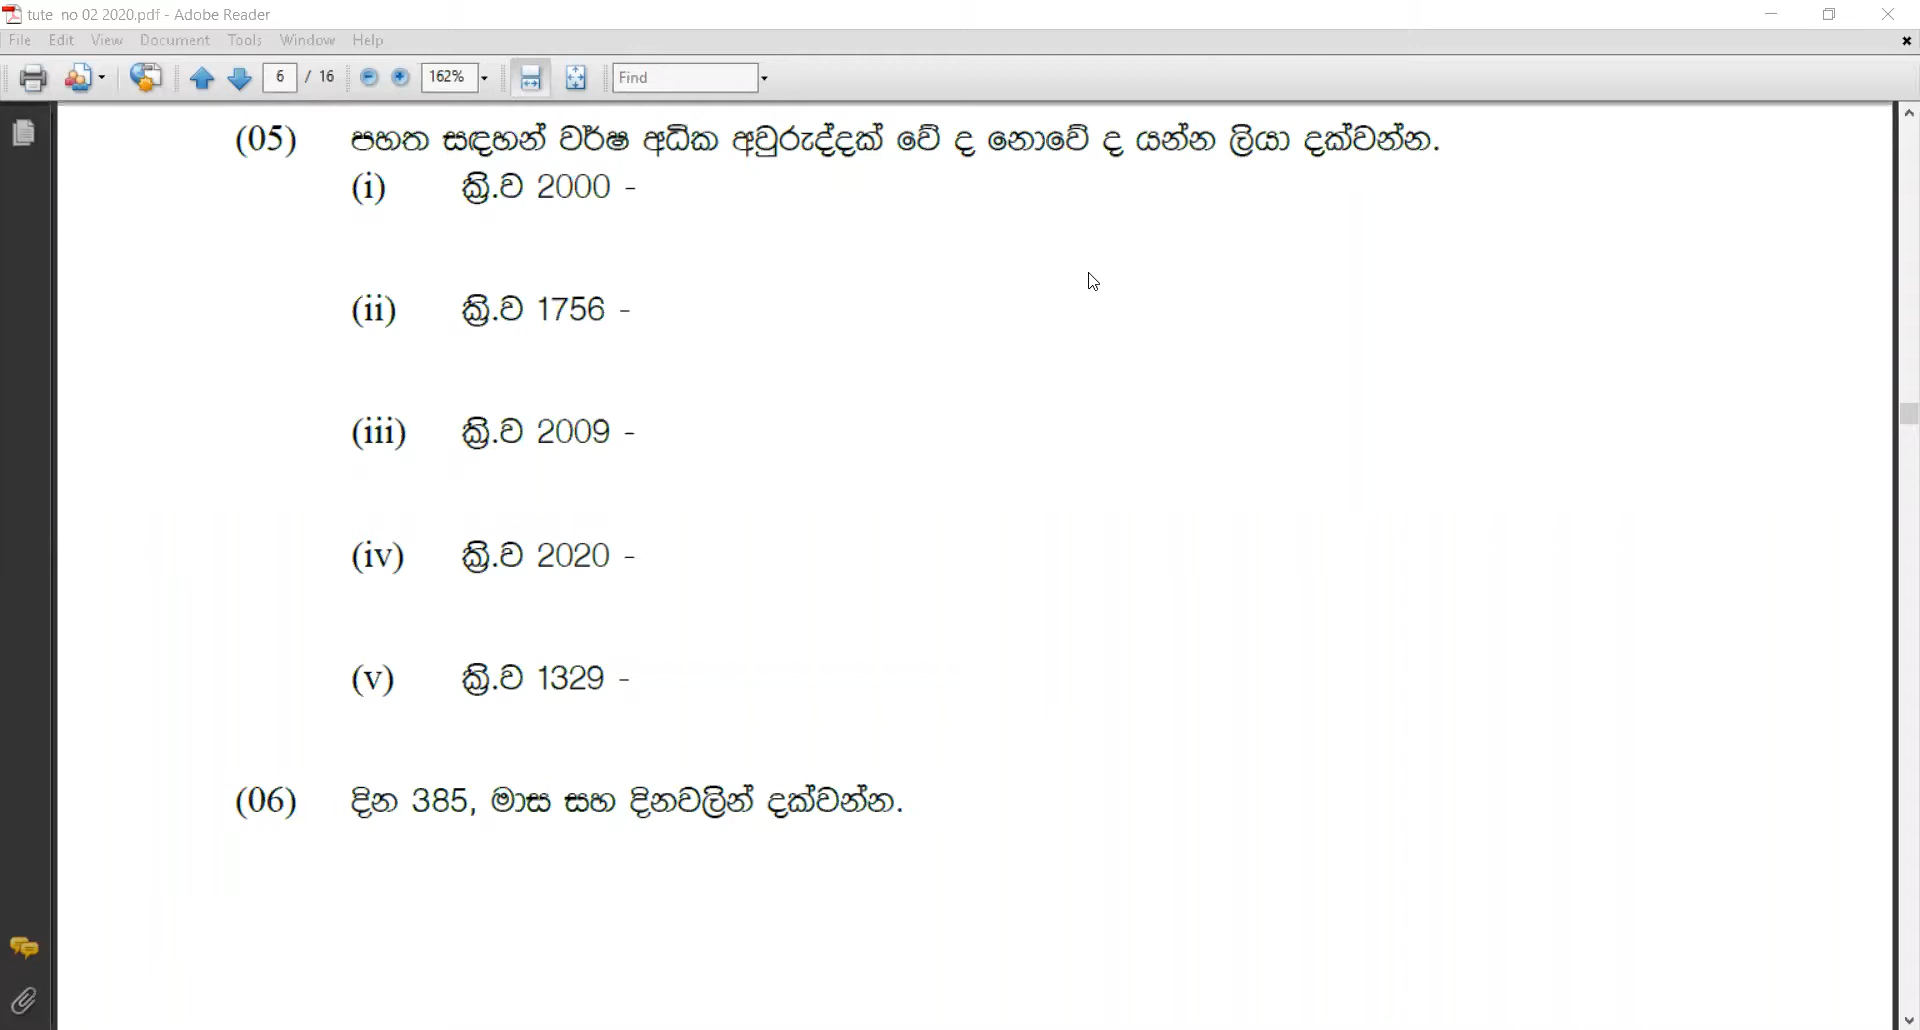 tute no 02 2020.pdf - Adobe Reader
File Edit View Document Tools Window Help
6 / 16 162% Find
(05) පහත සඳහන් වර්ෂ අධික අවුරුද්දක් වේ ද නොවේ ද යන්න ලියා දක්වන්න.
(i) ක්‍රි.ව 2000 -
(ii) ක්‍රි.ව 1756 -
(iii) ක්‍රි.ව 2009 -
(iv) ක්‍රි.ව 2020 -
(v) ක්‍රි.ව 1329 -
(06) දින 385, මාස සහ දිනවලින් දක්වන්න.